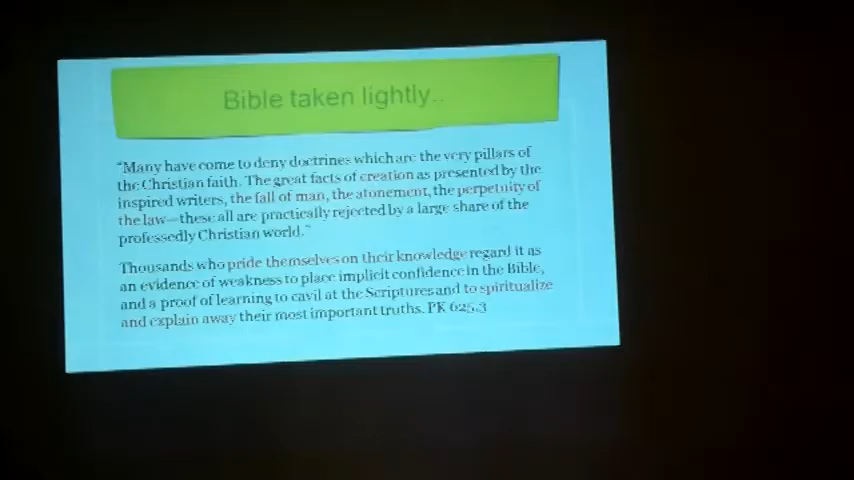 Bible taken lightly..
“Many have come to deny doctrines which are the very pillars of
the Christian faith. The great facts of creation as presented by the
inspired writers, the fall of man, the atonement, the perpetuity of
the law—these all are practically rejected by a large share of the
professedly Christian world.”
Thousands who pride themselves on their knowledge regard it as
an evidence of weakness to place implicit confidence in the Bible,
and a proof of learning to cavil at the Scriptures and to spiritualize
and explain away their most important truths. PK 625.3